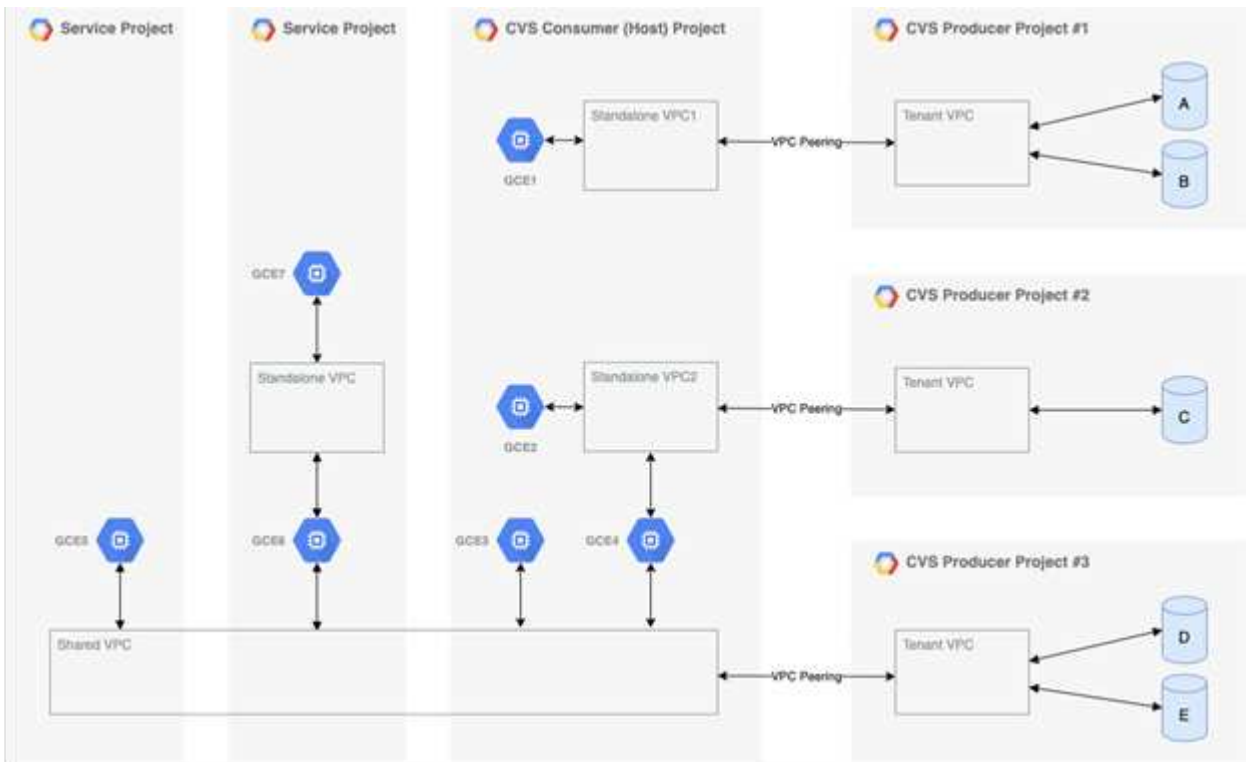 Service Project
Service Project
CVS Consumer (Host) Project
CVS Producer Project #1
Standalone VPC1
Tenant VPC
A
VPC Peering
GCE1
B
GCE7
CVS Producer Project #2
Standalone VPC
Standalone VPC2
Tenant VPC
VPC Peering
C
GCE2
GCE5
GCE6
GCE3
GCE4
CVS Producer Project #3
Shared VPC
Tenant VPC
D
VPC Peering
E